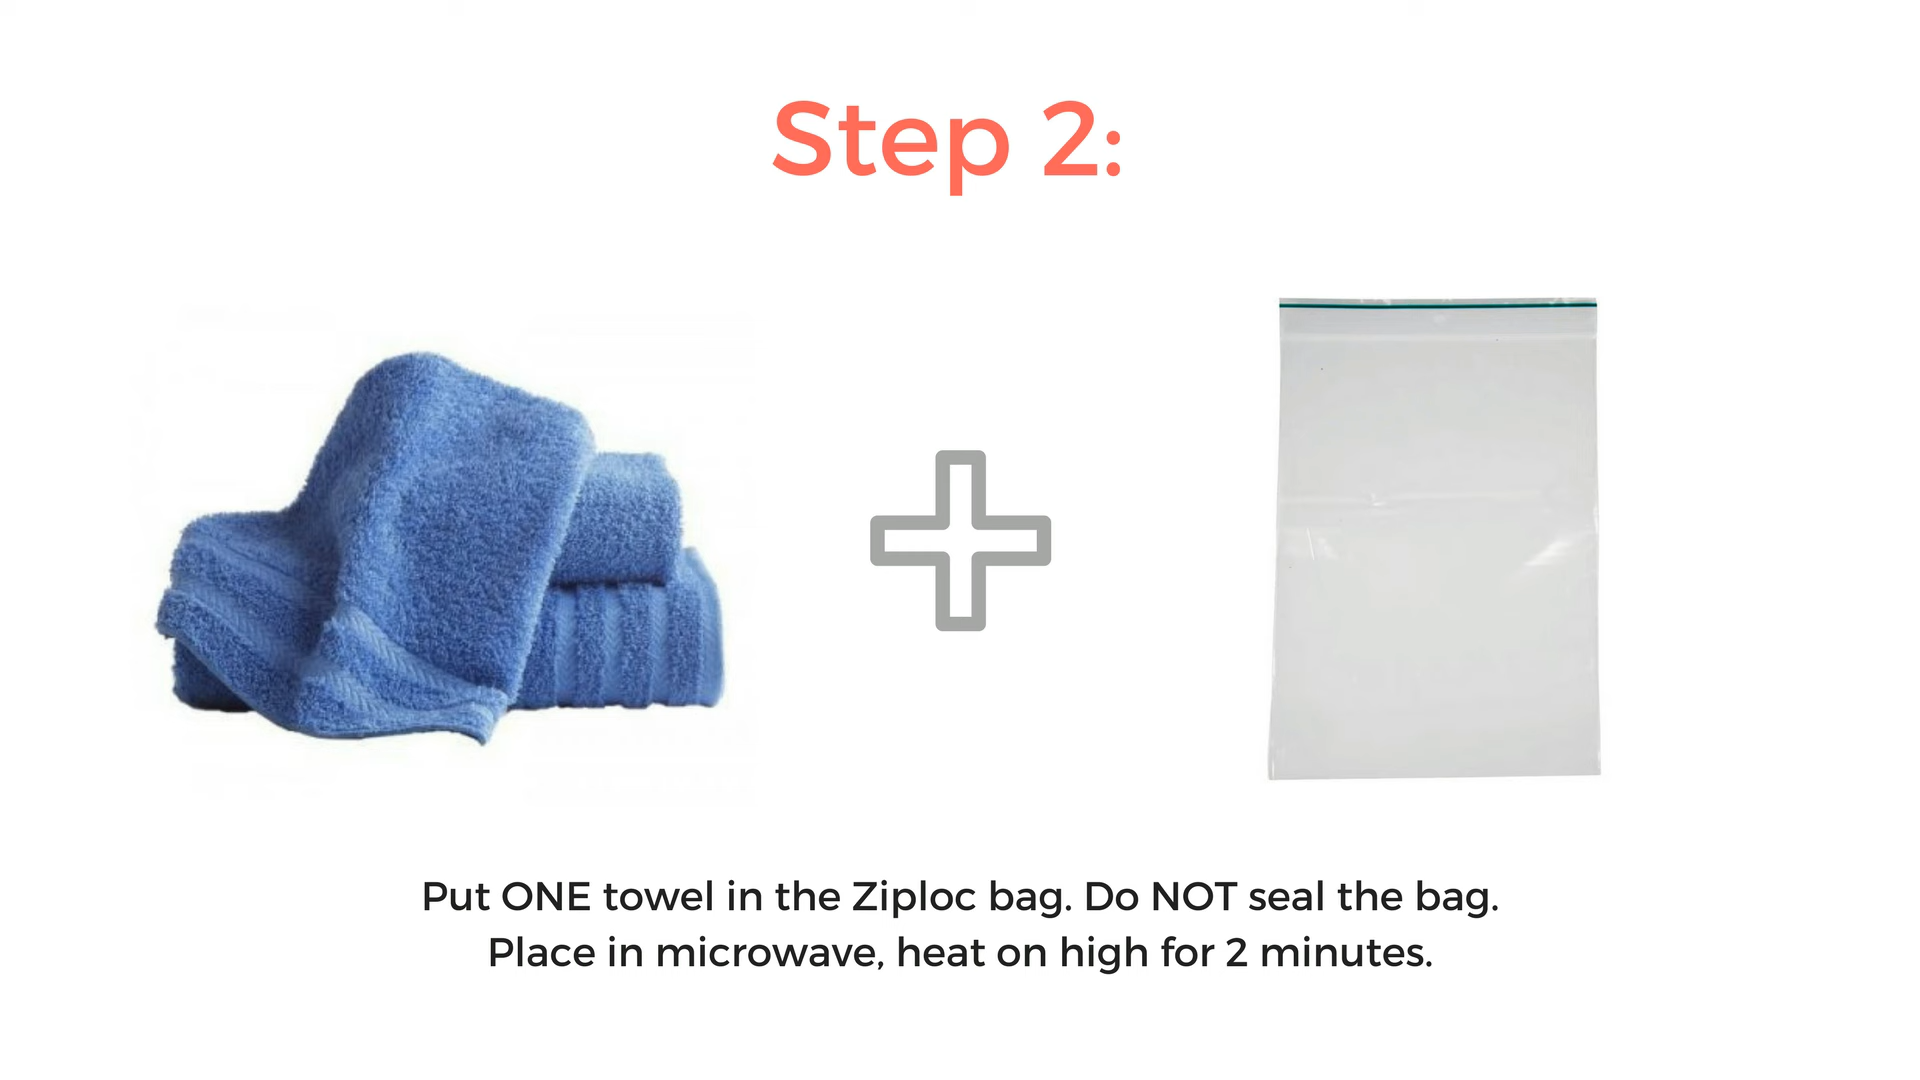 Step 2:
Put ONE towel in the Ziploc bag. Do NOT seal the bag.
Place in microwave, heat on high for 2 minutes.